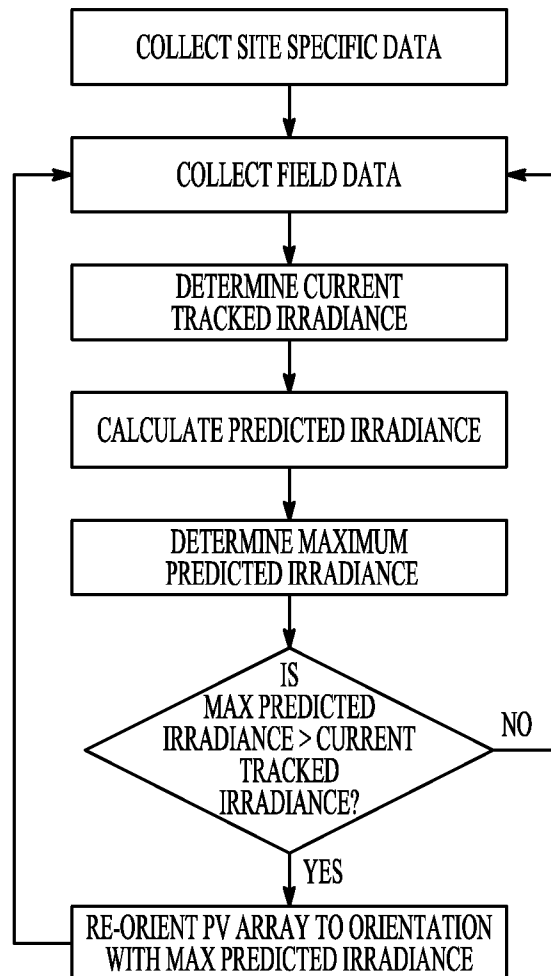 COLLECT SITE SPECIFIC DATA
COLLECT FIELD DATA
DETERMINE CURRENT
TRACKED IRRADIANCE
CALCULATE PREDICTED IRRADIANCE
DETERMINE MAXIMUM
PREDICTED IRRADIANCE
IS
MAX PREDICTED
IRRADIANCE > CURRENT
TRACKED
IRRADIANCE?
NO
YES
RE-ORIENT PV ARRAY TO ORIENTATION
WITH MAX PREDICTED IRRADIANCE